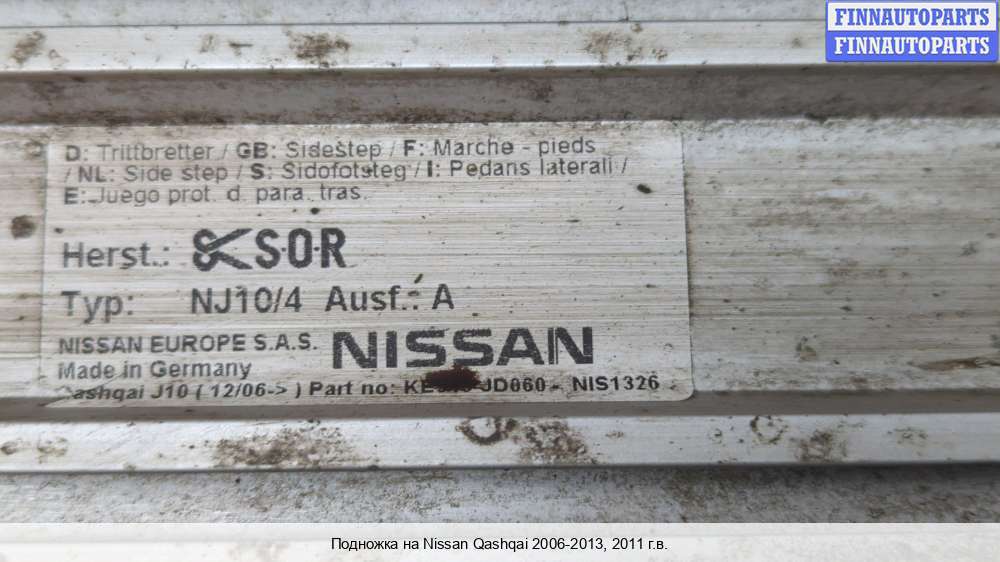 FINNAUTOPARTS
FINNAUTOPARTS
D: Trittbretter / GB: Sidestep / F: Marche - pieds
/ NL: Side step / S: Sidofotsteg / I: Pedans laterali /
E: Juego prot. d. para. tras.
Herst.: S·O·R
Typ: NJ10/4 Ausf.: A
NISSAN EUROPE S.A.S. NISSAN
Made in Germany
Qashqai J10 ( 12/06-> ) Part no: JD060 - NIS1326
Подножка на Nissan Qashqai 2006-2013, 2011 г.в.